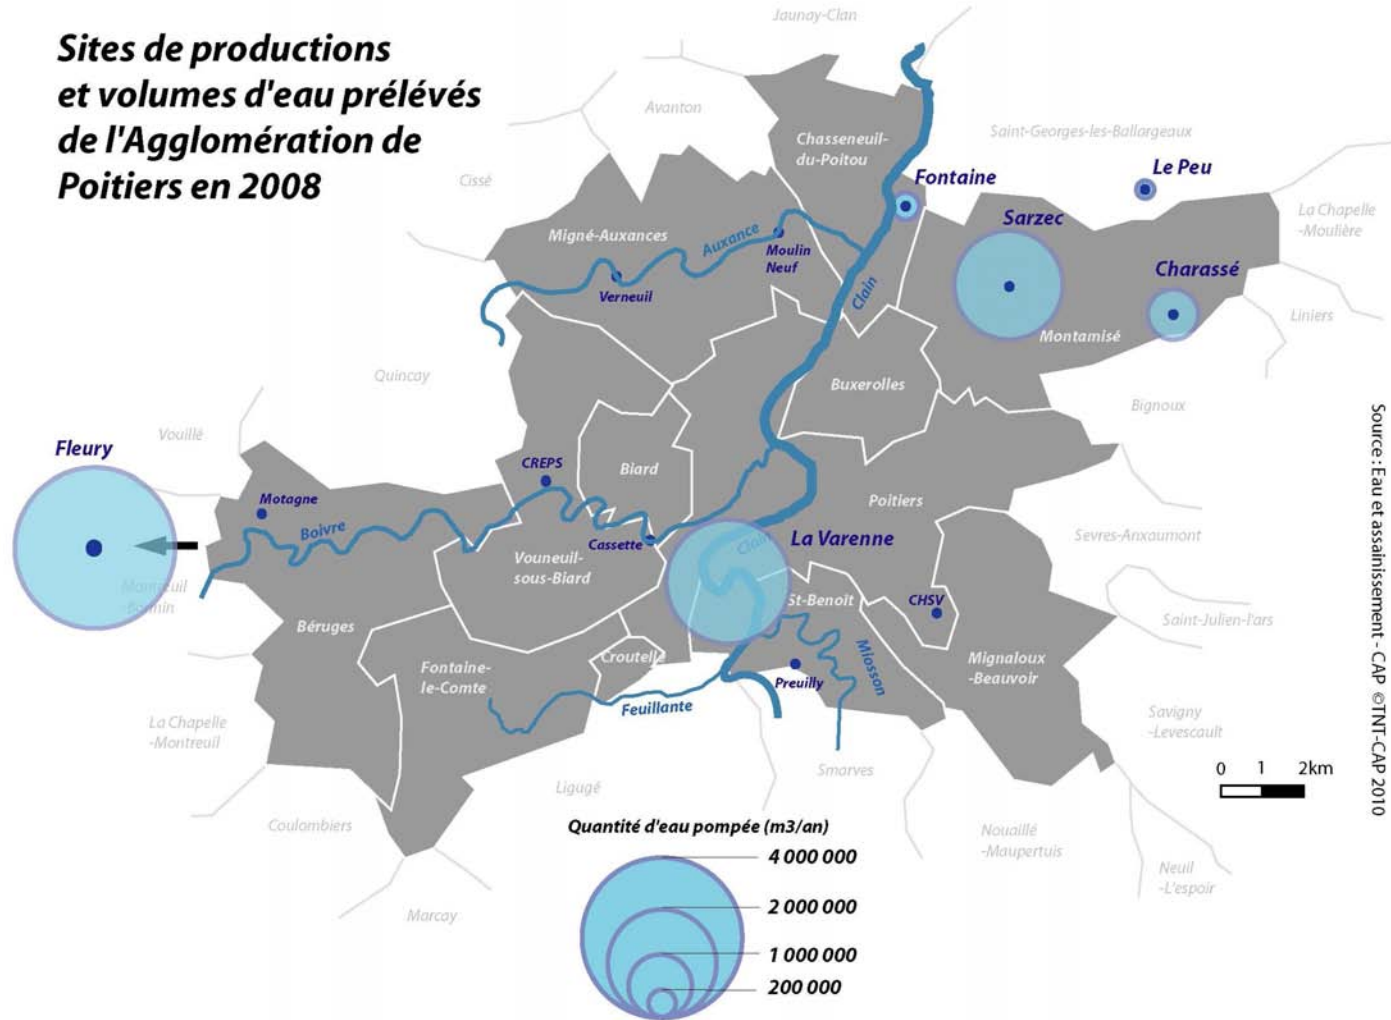 Sites de productions
et volumes d'eau prélévés
de l'Agglomération de
Poitiers en 2008
Jaunay-Clan
Avanton
Saint-Georges-les-Ballargeaux
Chasseneuil-
du-Poitou
Cissé
Fontaine
Le Peu
La Chapelle
-Moulière
Sarzec
Migné-Auxances
Auxance
Moulin
Neuf
Verneuil
Clain
Charassé
Liniers
Montamisé
Quincay
Buxerolles
Bignoux
Vouillé
Fleury
CREPS
Biard
Motagne
Poitiers
Boivre
Cassette
Clain
La Varenne
Sevres-Anxaumont
Vouneuil-
sous-Biard
Montreuil
-Bonnin
St-Benoît
CHSV
Saint-Julien-l'ars
Béruges
Croutelle
Fontaine-
le-Comte
Miosson
Mignaloux
-Beauvoir
Preuilly
Feuillante
La Chapelle
-Montreuil
Savigny
-Levescault
Smarves
Ligugé
0 1 2km
Coulombiers
Nouaillé
-Maupertuis
Neuil
-L'espoir
Marcay
Quantité d'eau pompée (m3/an)
4 000 000
2 000 000
1 000 000
200 000
Source : Eau et assainissement - CAP ©TNT-CAP 2010